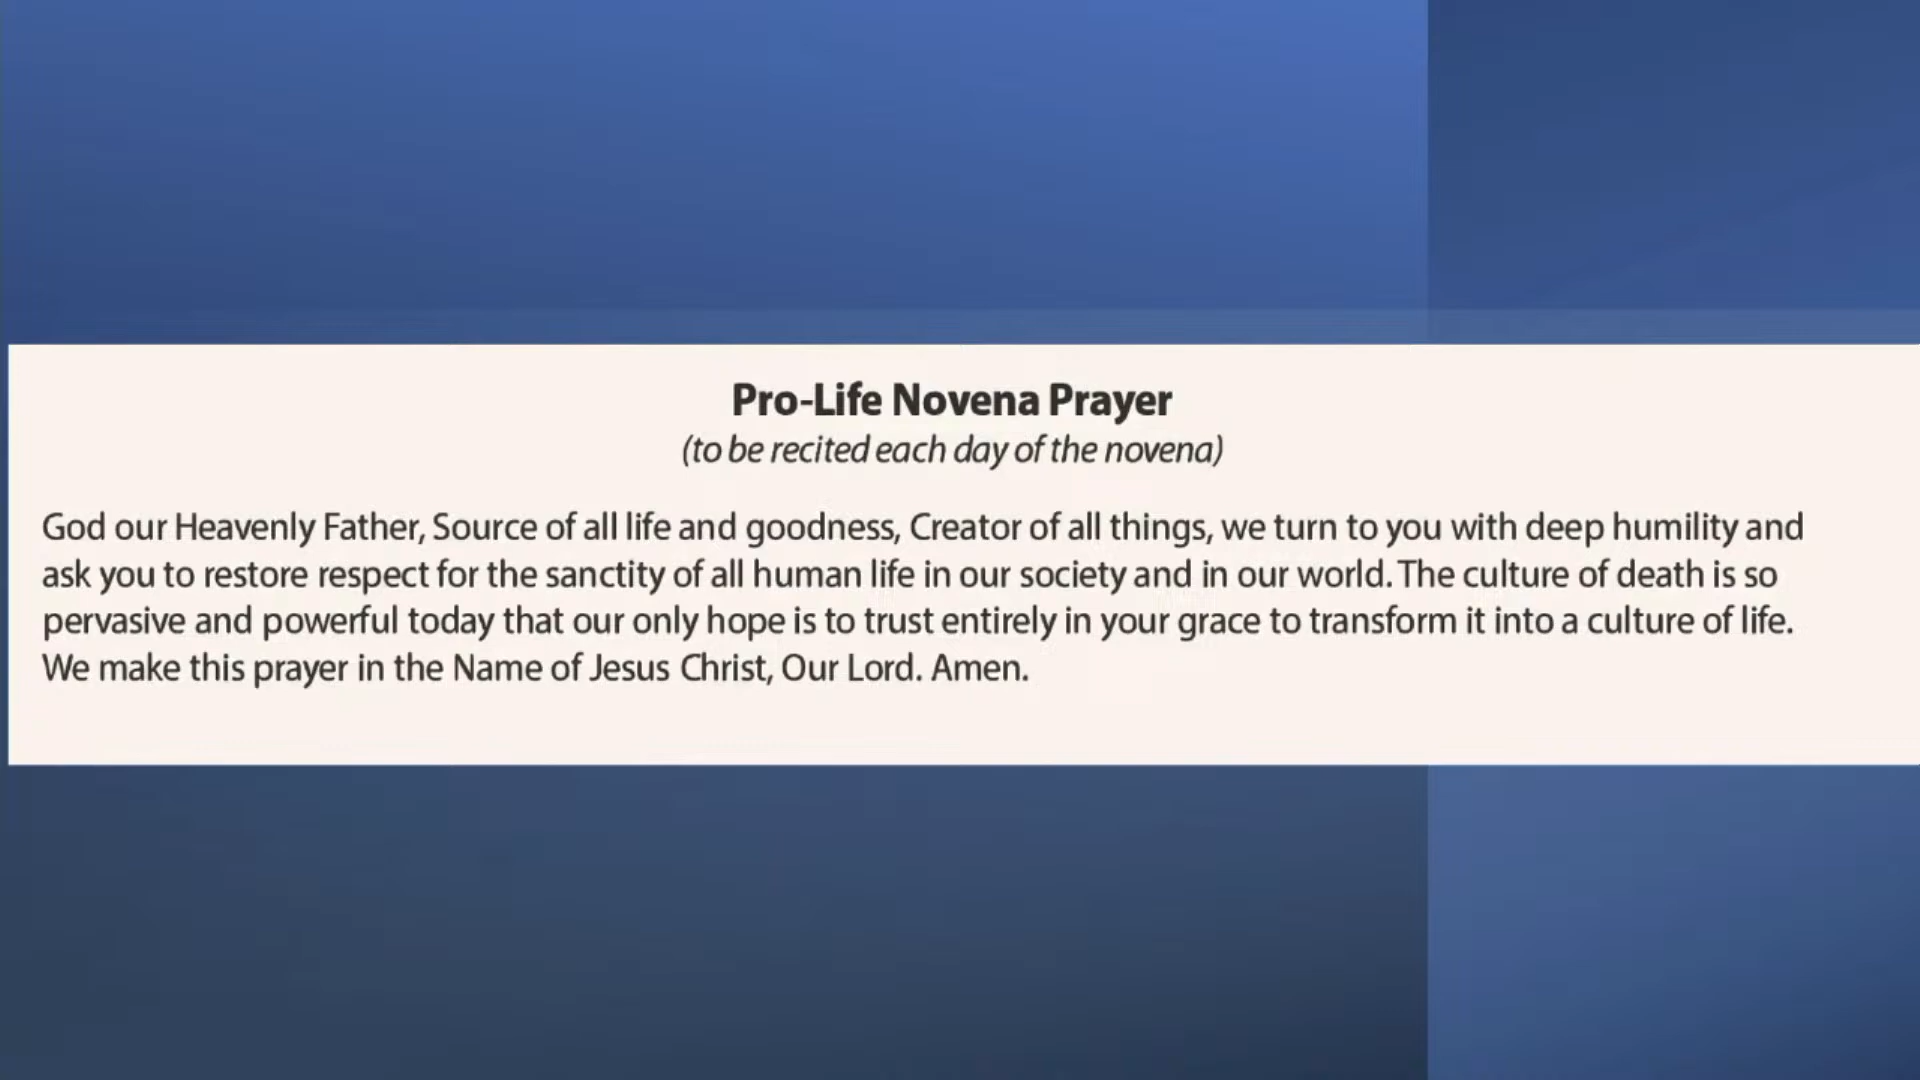 Pro-Life Novena Prayer
(to be recited each day of the novena)
God our Heavenly Father, Source of all life and goodness, Creator of all things, we turn to you with deep humility and
ask you to restore respect for the sanctity of all human life in our society and in our world. The culture of death is so
pervasive and powerful today that our only hope is to trust entirely in your grace to transform it into a culture of life.
We make this prayer in the Name of Jesus Christ, Our Lord. Amen.